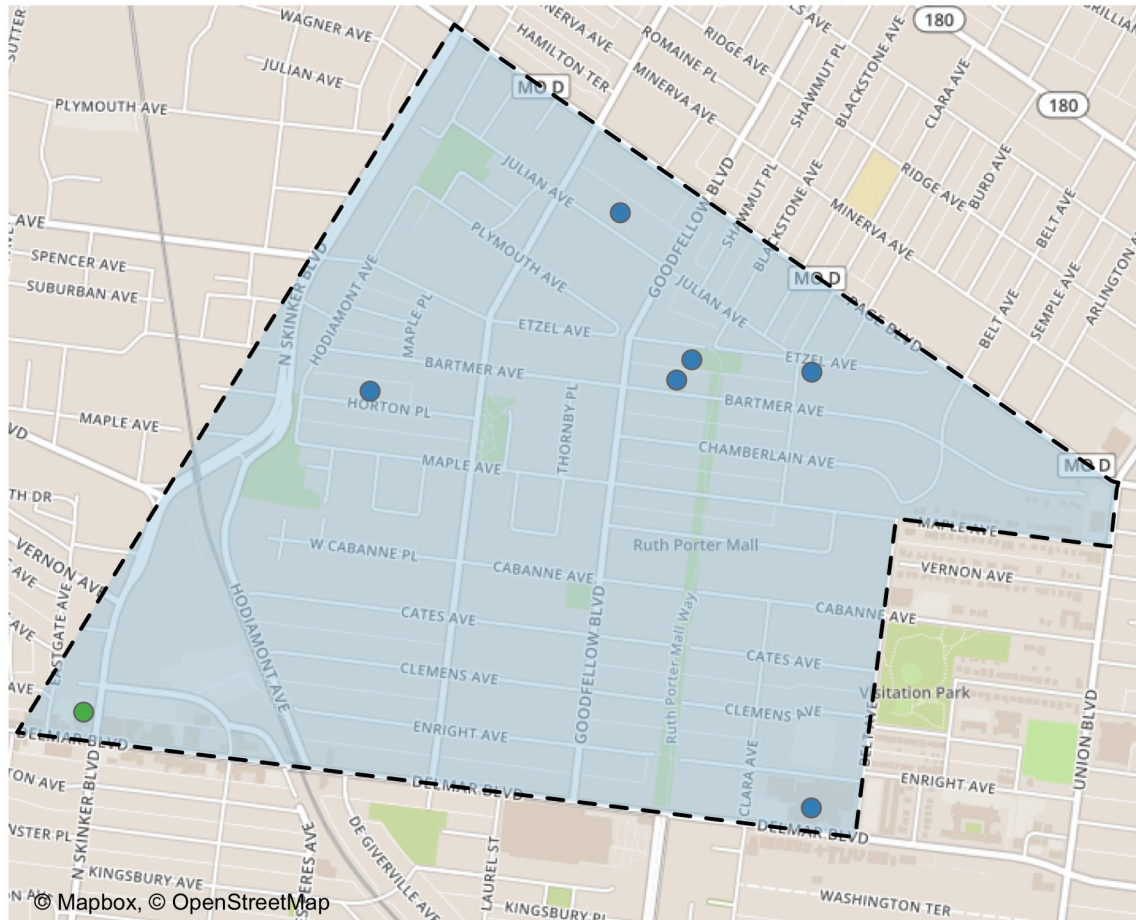 WAGNER AVE
MINERVA AVE
HAMILTON TER
ROMAINE PL
RIDGE AVE
SHAWMUT PL
BLACKSTONE AVE
180
JULIAN AVE
MO D
MINERVA AVE
CLARA AVE
180
PLYMOUTH AVE
JULIAN AVE
GOODFELLOW BLVD
SHAWMUT PL
BLACKSTONE AVE
RIDGE AVE
BURD AVE
BELT AVE
MINERVA AVE
PLYMOUTH AVE
SPENCER AVE
SUBURBAN AVE
N SKINKER BLVD
HODIAMONT AVE
MAPLE PL
JULIAN AVE
MO D
PAGE BLVD
BELT AVE
SEMPLE AVE
ARLINGTON A
ETZEL AVE
ETZEL AVE
BARTMER AVE
HORTON PL
THORNBY PL
BARTMER AVE
MAPLE AVE
MAPLE AVE
CHAMBERLAIN AVE
MO D
TH DR
MAPLE AVE
W CABANNE PL
Ruth Porter Mall
VERNON AVE
CABANNE AVE
VERNON AVE
EASTGATE AVE
HODIAMONT AVE
CATES AVE
GOODFELLOW BLVD
Ruth Porter Mall Way
CABANNE AVE
CATES AVE
CLEMENS AVE
Visitation Park
CLEMENS AVE
BELT AVE
UNION BLVD
DELMAR BLVD
ENRIGHT AVE
CLARA AVE
ENRIGHT AVE
N SKINKER BLVD
DELMAR BLVD
DE GIVERVILLE AVE
LAUREL ST
DELMAR BLVD
KINGSBURY AVE
KINGSBURY PL
WASHINGTON TER
© Mapbox, © OpenStreetMap